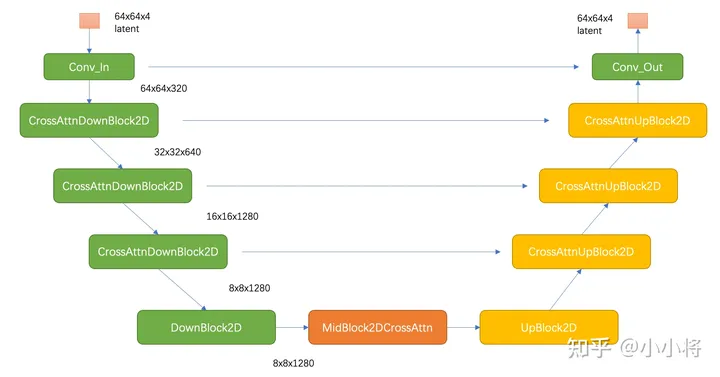 64x64x4
latent
64x64x4
latent
Conv_In
Conv_Out
64x64x320
CrossAttnDownBlock2D
CrossAttnUpBlock2D
32x32x640
CrossAttnDownBlock2D
CrossAttnUpBlock2D
16x16x1280
CrossAttnDownBlock2D
CrossAttnUpBlock2D
8x8x1280
DownBlock2D
MidBlock2DCrossAttn
UpBlock2D
8x8x1280
知乎 @小小将